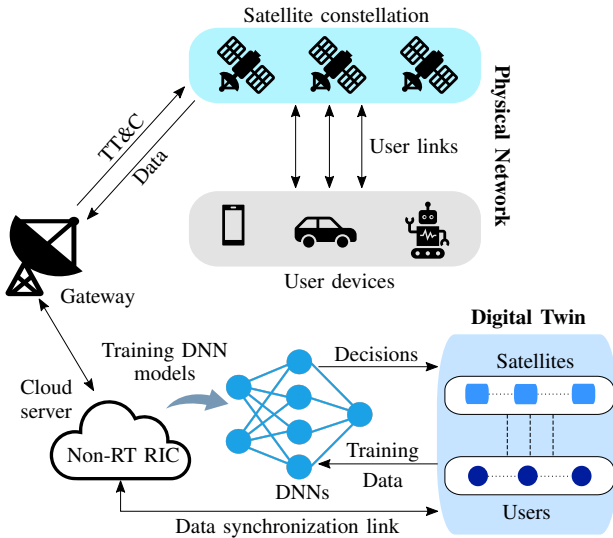 Satellite constellation
Physical Network
TT&C
Data
User links
User devices
Gateway
Digital Twin
Training DNN
models
Decisions
Satellites
Cloud
server
Non-RT RIC
Training
Data
DNNs
Users
Data synchronization link